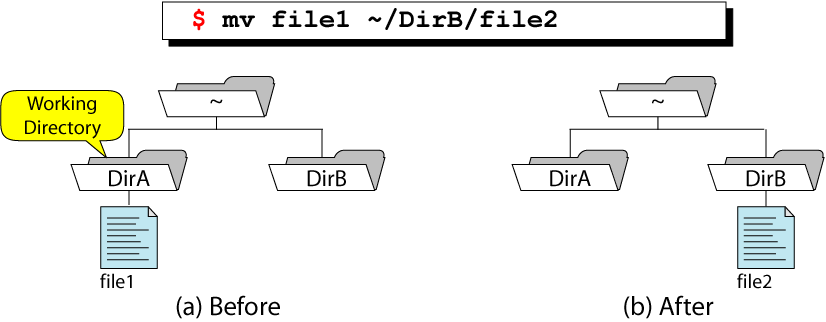 $ mv file1 ~/DirB/file2
~
Working
Directory
DirA
DirB
file1
(a) Before
~
DirA
DirB
file2
(b) After